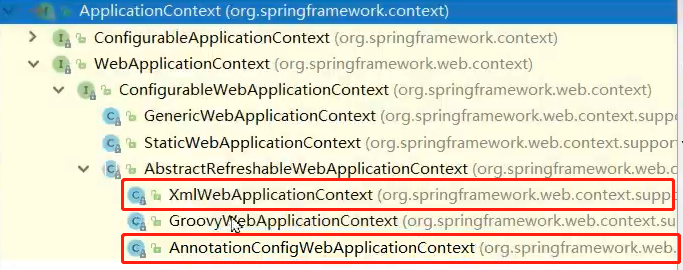 ApplicationContext (org.springframework.context)
ConfigurableApplicationContext (org.springframework.context)
WebApplicationContext (org.springframework.web.context)
ConfigurableWebApplicationContext (org.springframework.web.context)
GenericWebApplicationContext (org.springframework.web.context.suppo
StaticWebApplicationContext (org.springframework.web.context.support
AbstractRefreshableWebApplicationContext (org.springframework.web.c
XmlWebApplicationContext (org.springframework.web.context.supp
GroovyWebApplicationContext (org.springframework.web.context.su
AnnotationConfigWebApplicationContext (org.springframework.web.